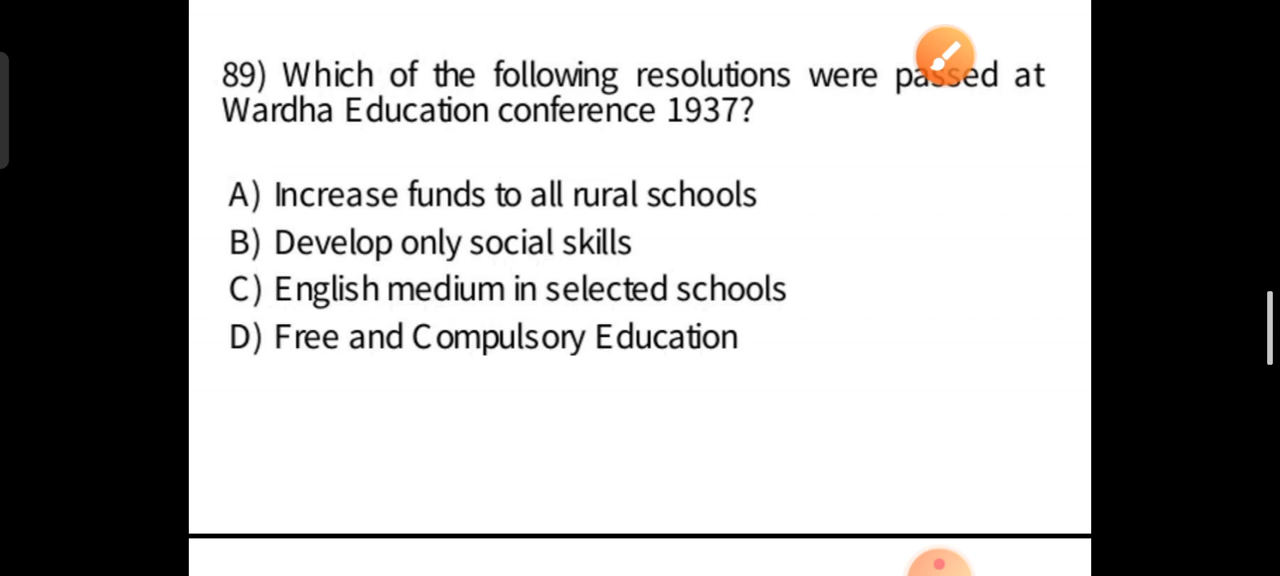 89) Which of the following resolutions were passed at
Wardha Education conference 1937?
A) Increase funds to all rural schools
B) Develop only social skills
C) English medium in selected schools
D) Free and Compulsory Education